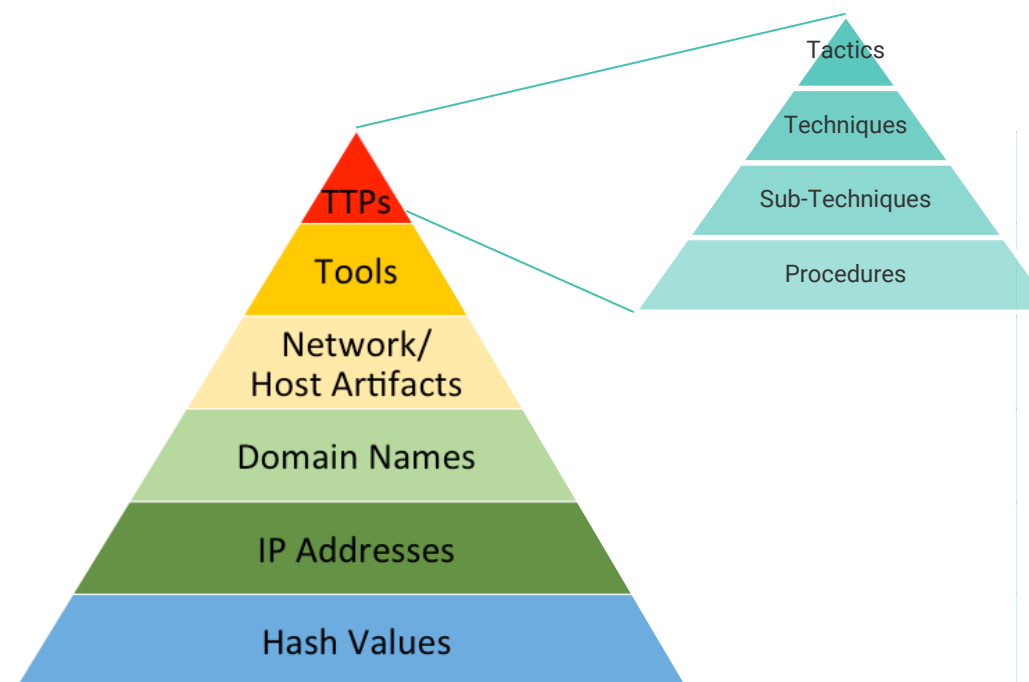 Tactics
Techniques
Sub-Techniques
Procedures
TTPs
Tools
Network/
Host Artifacts
Domain Names
IP Addresses
Hash Values